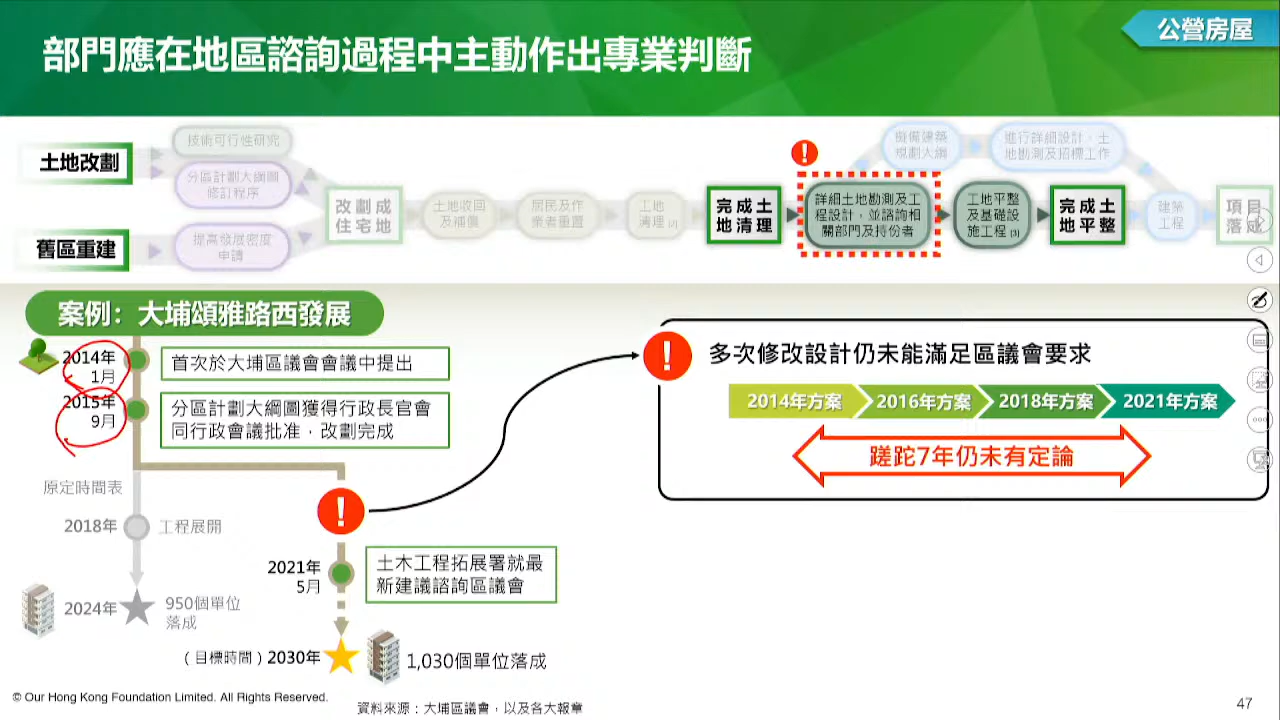 公營房屋
部門應在地區諮詢過程中主動作出專業判斷
土地改劃
舊區重建
技術可行性研究
分區計劃大綱圖
修訂程序
提高發展密度
申請
改劃成
住宅地
土地收回
及補償
居民及作
業者重置
工地
清理 [2]
完成土
地清理
!
詳細土地勘測及工
程設計，並諮詢相
關部門及持份者
擬備建築
規劃大綱
進行詳細設計、土
地勘測及招標工作
工地平整
及基礎設
施工程 [3]
完成土
地平整
建築
工程
項目
落成
案例：大埔頌雅路西發展
2014年
1月
首次於大埔區議會會議中提出
2015年
9月
分區計劃大綱圖獲得行政長官會
同行政會議批准，改劃完成
原定時間表
2018年
工程展開
2024年
950個單位
落成
!
2021年
5月
土木工程拓展署就最
新建議諮詢區議會
（目標時間）2030年
1,030個單位落成
!
多次修改設計仍未能滿足區議會要求
2014年方案
2016年方案
2018年方案
2021年方案
蹉跎7年仍未有定論
© Our Hong Kong Foundation Limited. All Rights Reserved.
資料來源：大埔區議會，以及各大報章
47